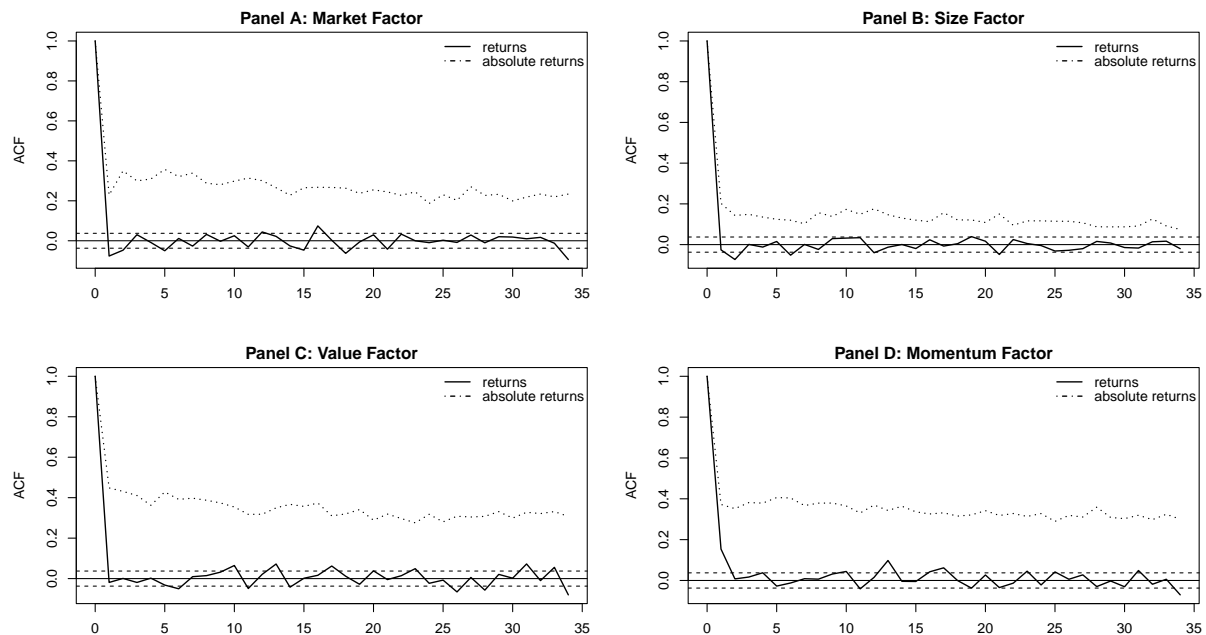 Panel A: Market Factor
ACF
1.0
0.8
0.6
0.4
0.2
0.0
returns
absolute returns
0 5 10 15 20 25 30 35
Panel B: Size Factor
ACF
1.0
0.8
0.6
0.4
0.2
0.0
returns
absolute returns
0 5 10 15 20 25 30 35
Panel C: Value Factor
ACF
1.0
0.8
0.6
0.4
0.2
0.0
returns
absolute returns
0 5 10 15 20 25 30 35
Panel D: Momentum Factor
ACF
1.0
0.8
0.6
0.4
0.2
0.0
returns
absolute returns
0 5 10 15 20 25 30 35